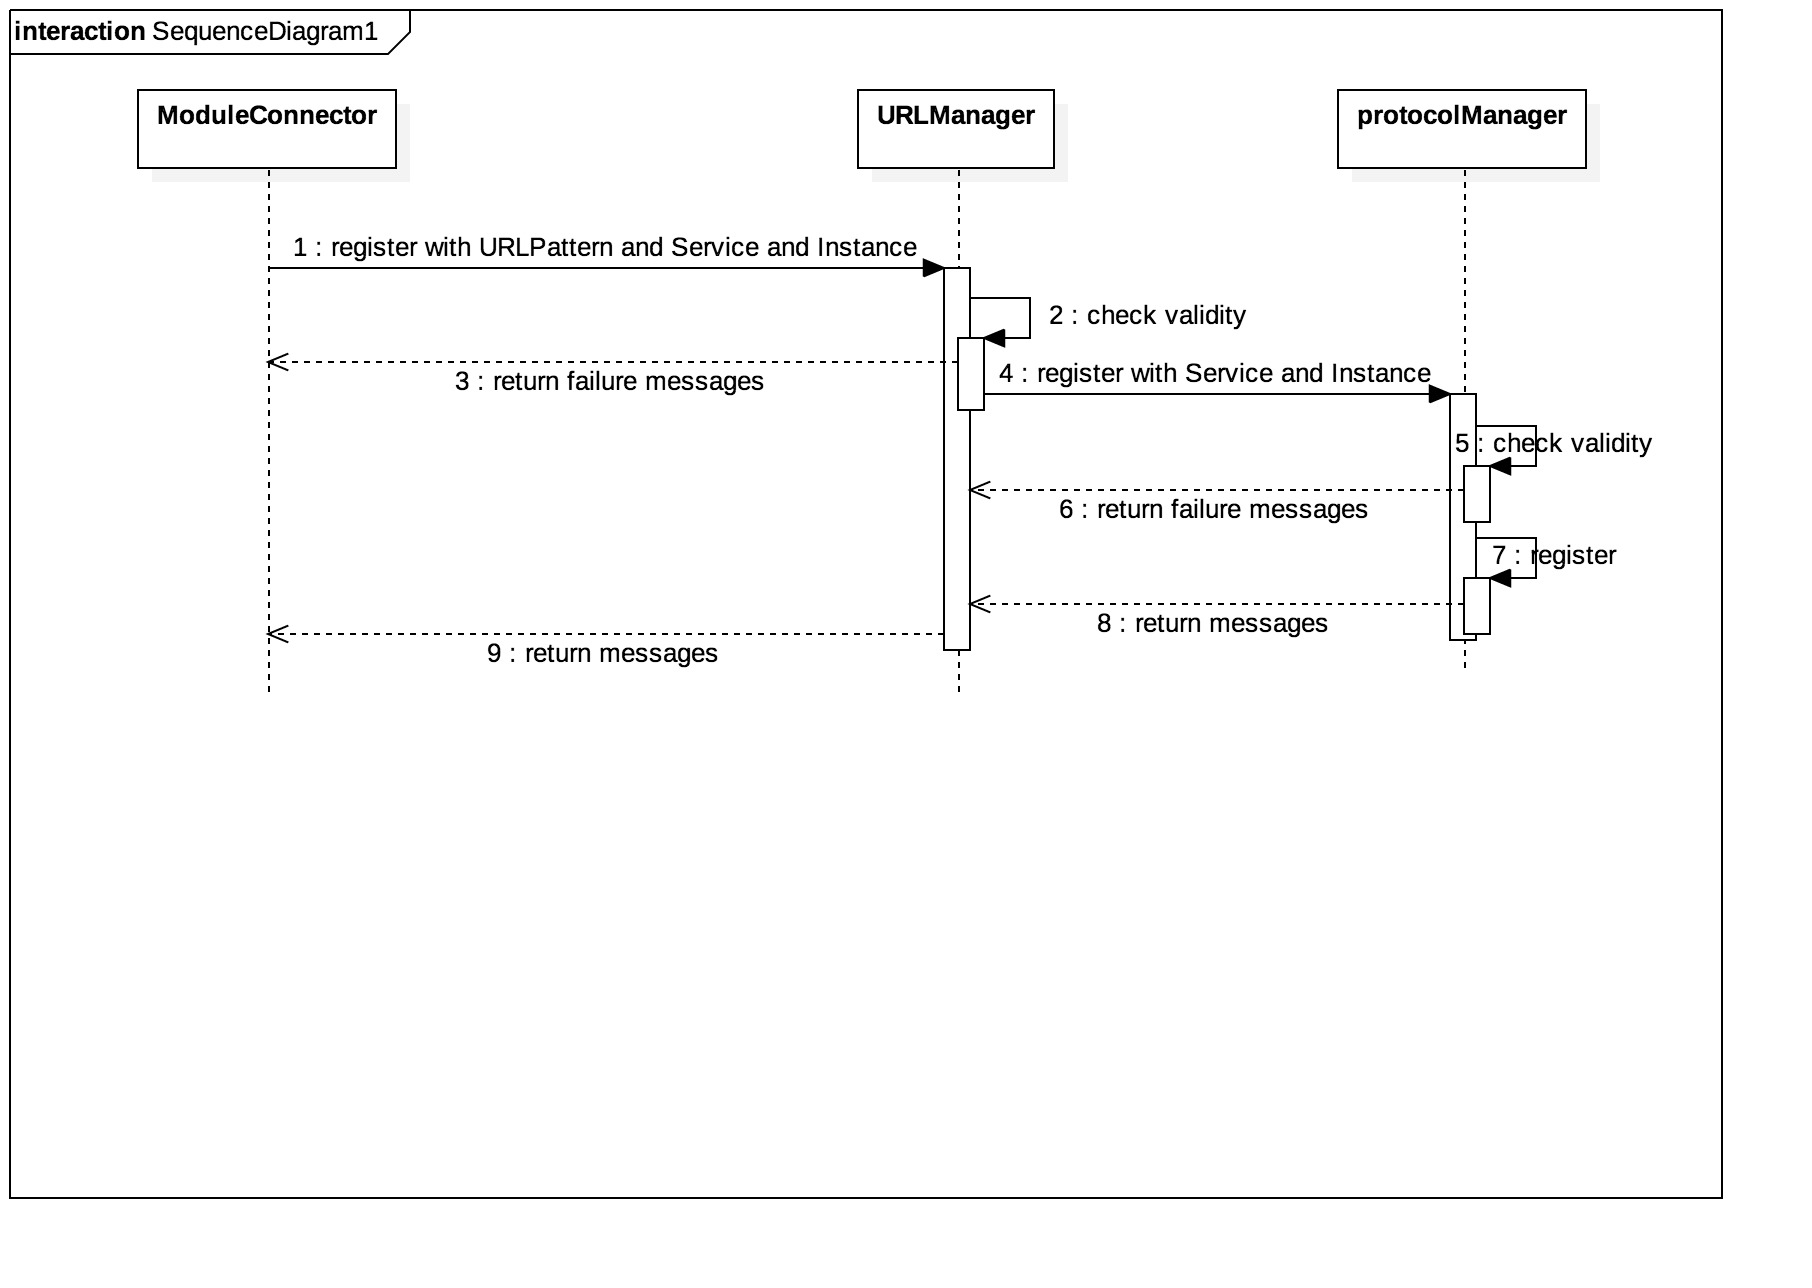 interaction SequenceDiagram1
ModuleConnector
URLManager
protocolManager
1 : register with URLPattern and Service and Instance
2 : check validity
3 : return failure messages
4 : register with Service and Instance
5 : check validity
6 : return failure messages
7 : register
8 : return messages
9 : return messages